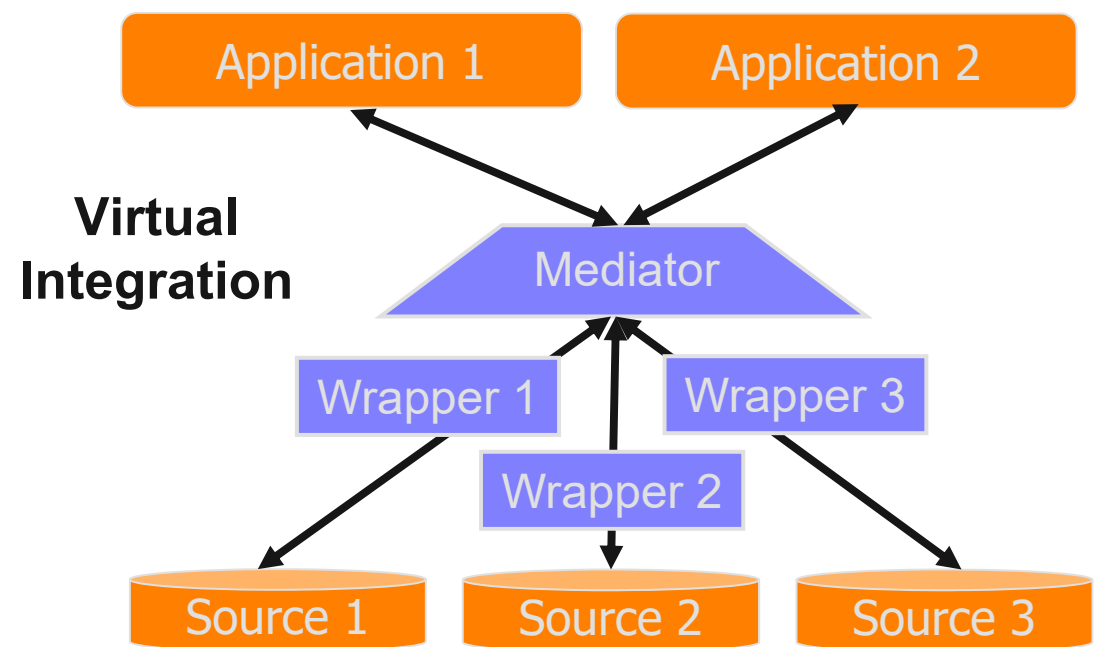 Application 1
Application 2
Virtual
Integration
Mediator
Wrapper 1
Wrapper 3
Wrapper 2
Source 1
Source 2
Source 3